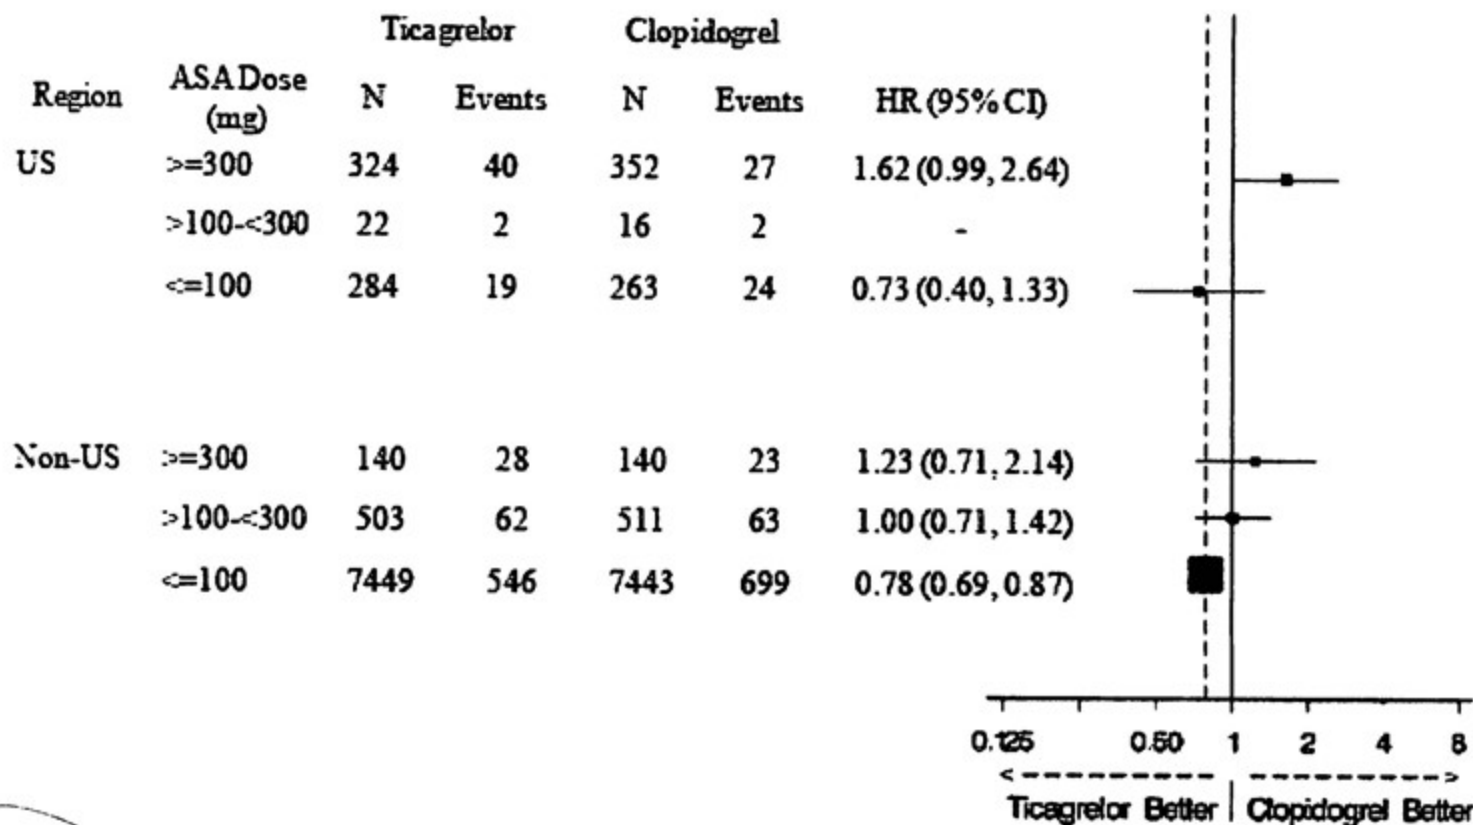 Ticagrelor Clopidogrel
Region ASA Dose (mg) N Events N Events HR (95% CI)
US >=300 324 40 352 27 1.62 (0.99, 2.64)
>100-<300 22 2 16 2 -
<=100 284 19 263 24 0.73 (0.40, 1.33)
Non-US >=300 140 28 140 23 1.23 (0.71, 2.14)
>100-<300 503 62 511 63 1.00 (0.71, 1.42)
<=100 7449 546 7443 699 0.78 (0.69, 0.87)
0.125 0.50 1 2 4 8
Ticagrelor Better | Clopidogrel Better